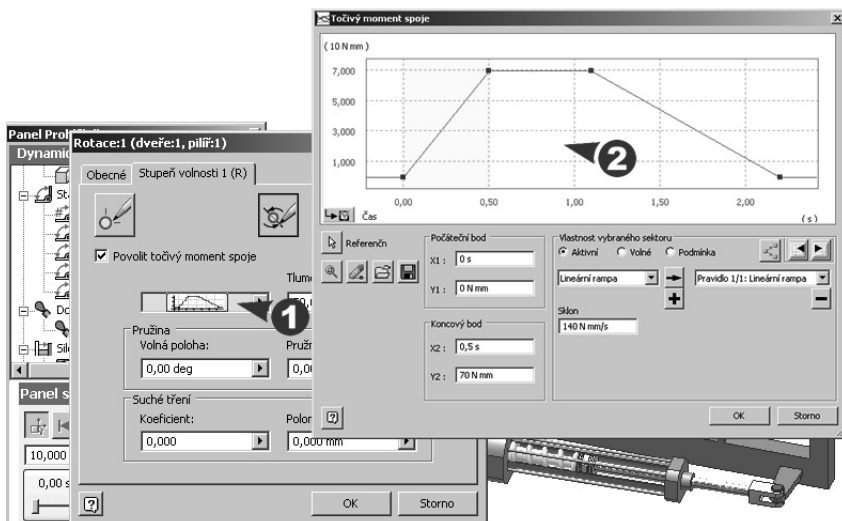 Točivý moment spoje
(10 N mm)
7,000
5,000
3,000
1,000
0,00 0,50 1,00 1,50 2,00
Čas
(s)
2
Referenčn
Počáteční bod
X1 : 0 s
Y1 : 0 N mm
Koncový bod
X2 : 0,5 s
Y2 : 70 N mm
Vlastnost vybraného sektoru
Aktivní Volné Podmínka
Lineární rampa
Pravidlo 1/1: Lineární rampa
Sklon
140 N mm/s
OK Storno
Panel
Dynamic
Panel s
10,000
0,00 s
Rotace:1 (dveře:1, pilíř:1)
Obecné Stupeň volnosti 1 (R)
Povolit točivý moment spoje
Tlume
1
Pružina
Volná poloha: Pružn
0,00 deg
Suché tření
Koeficient: Polon
0,000 0,000 mm
OK Storno